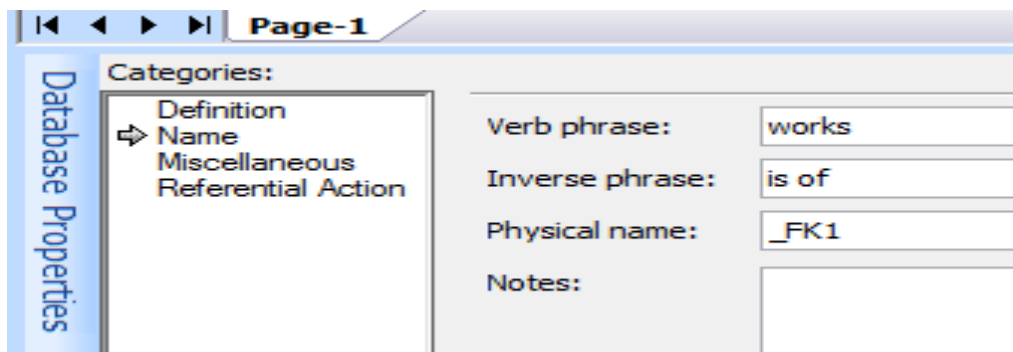 Page-1
Database Properties
Categories:
Definition
Name
Miscellaneous
Referential Action
Verb phrase: works
Inverse phrase: is of
Physical name: _FK1
Notes: